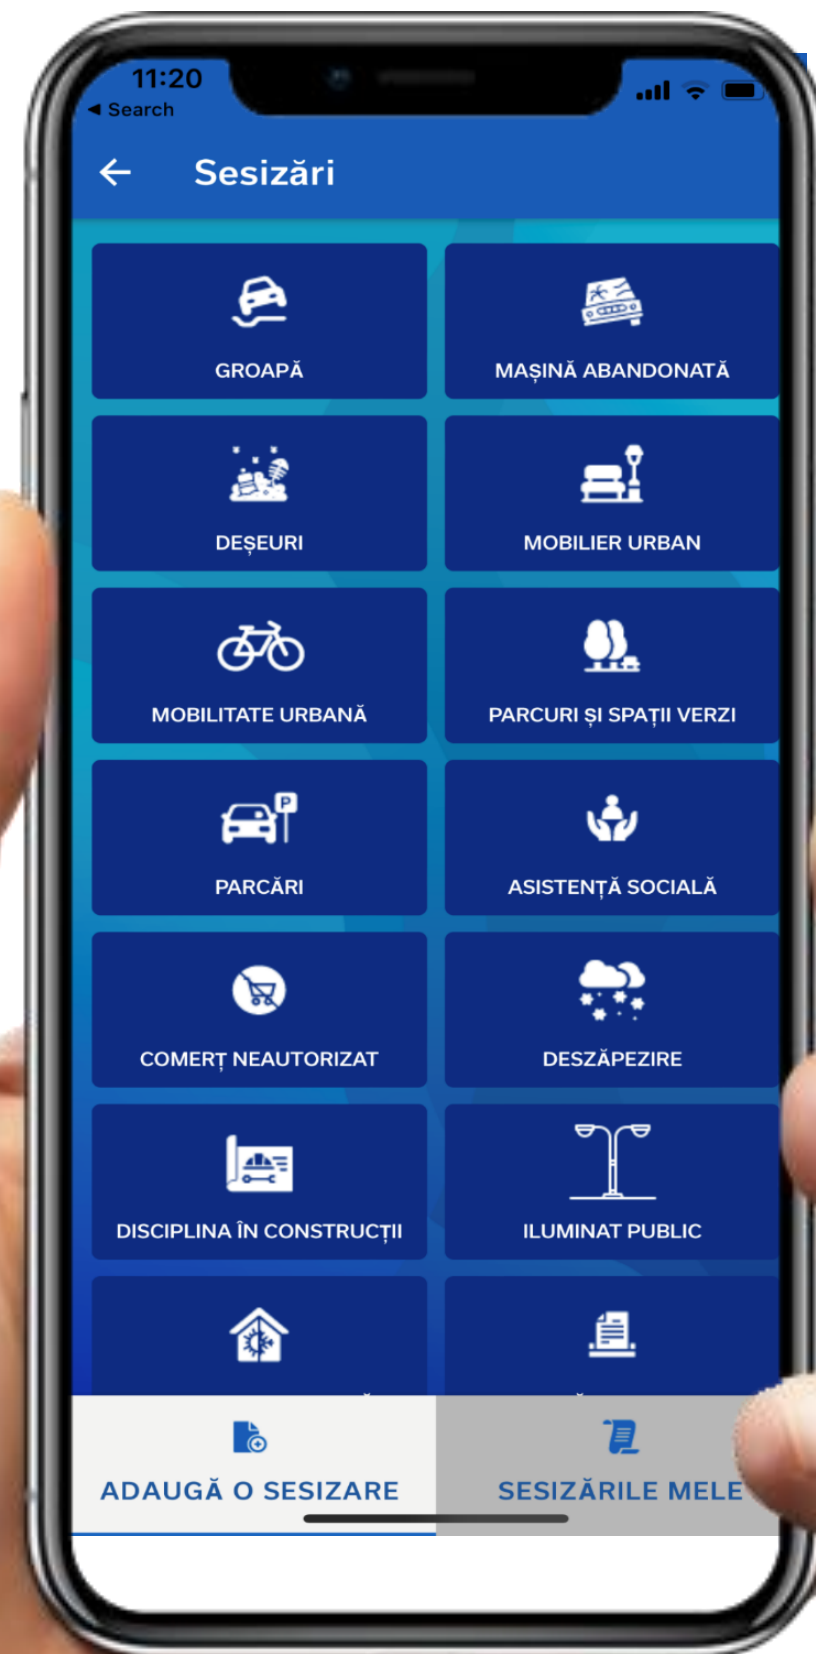 11:20
◀ Search
← Sesizări
GROAPĂ
MAȘINĂ ABANDONATĂ
DEȘEURI
MOBILIER URBAN
MOBILITATE URBANĂ
PARCURI ȘI SPAȚII VERZI
P
PARCĂRI
ASISTENȚĂ SOCIALĂ
COMERȚ NEAUTORIZAT
DESZĂPEZIRE
DISCIPLINA ÎN CONSTRUCȚII
ILUMINAT PUBLIC
ADAUGĂ O SESIZARE
SESIZĂRILE MELE